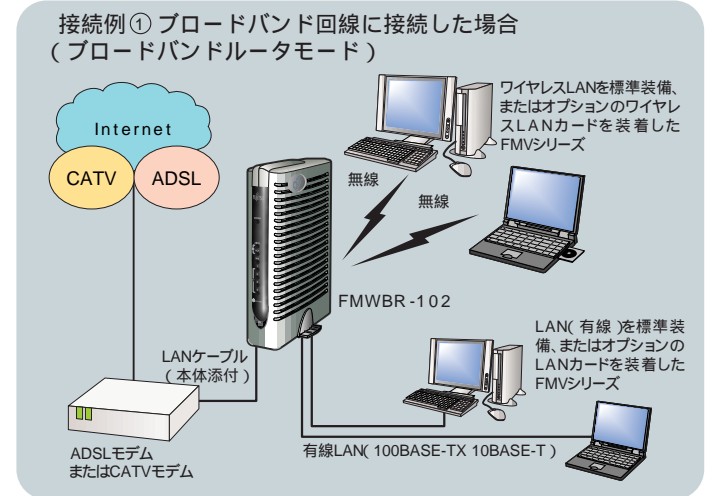 接続例① ブロードバンド回線に接続した場合
（ブロードバンドルータモード）
Internet
CATV
ADSL
ワイヤレスLANを標準装備、
またはオプションのワイヤレ
スLANカードを装着した
FMVシリーズ
無線
無線
FMWBR-102
LANケーブル
（本体添付）
LAN(有線)を標準装
備、またはオプションの
LANカードを装着した
FMVシリーズ
有線LAN(100BASE-TX 10BASE-T)
ADSLモデム
またはCATVモデム